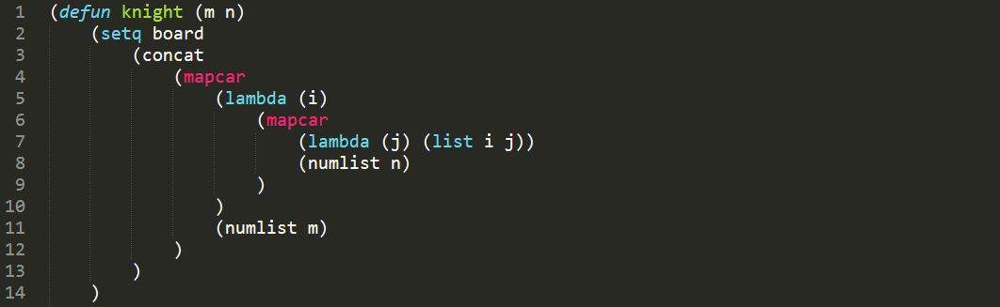 1 (defun knight (m n)
2     (setq board
3         (concat
4             (mapcar
5                 (lambda (i)
6                     (mapcar
7                         (lambda (j) (list i j))
8                         (numlist n)
9                     )
10                 )
11                 (numlist m)
12             )
13         )
14     )